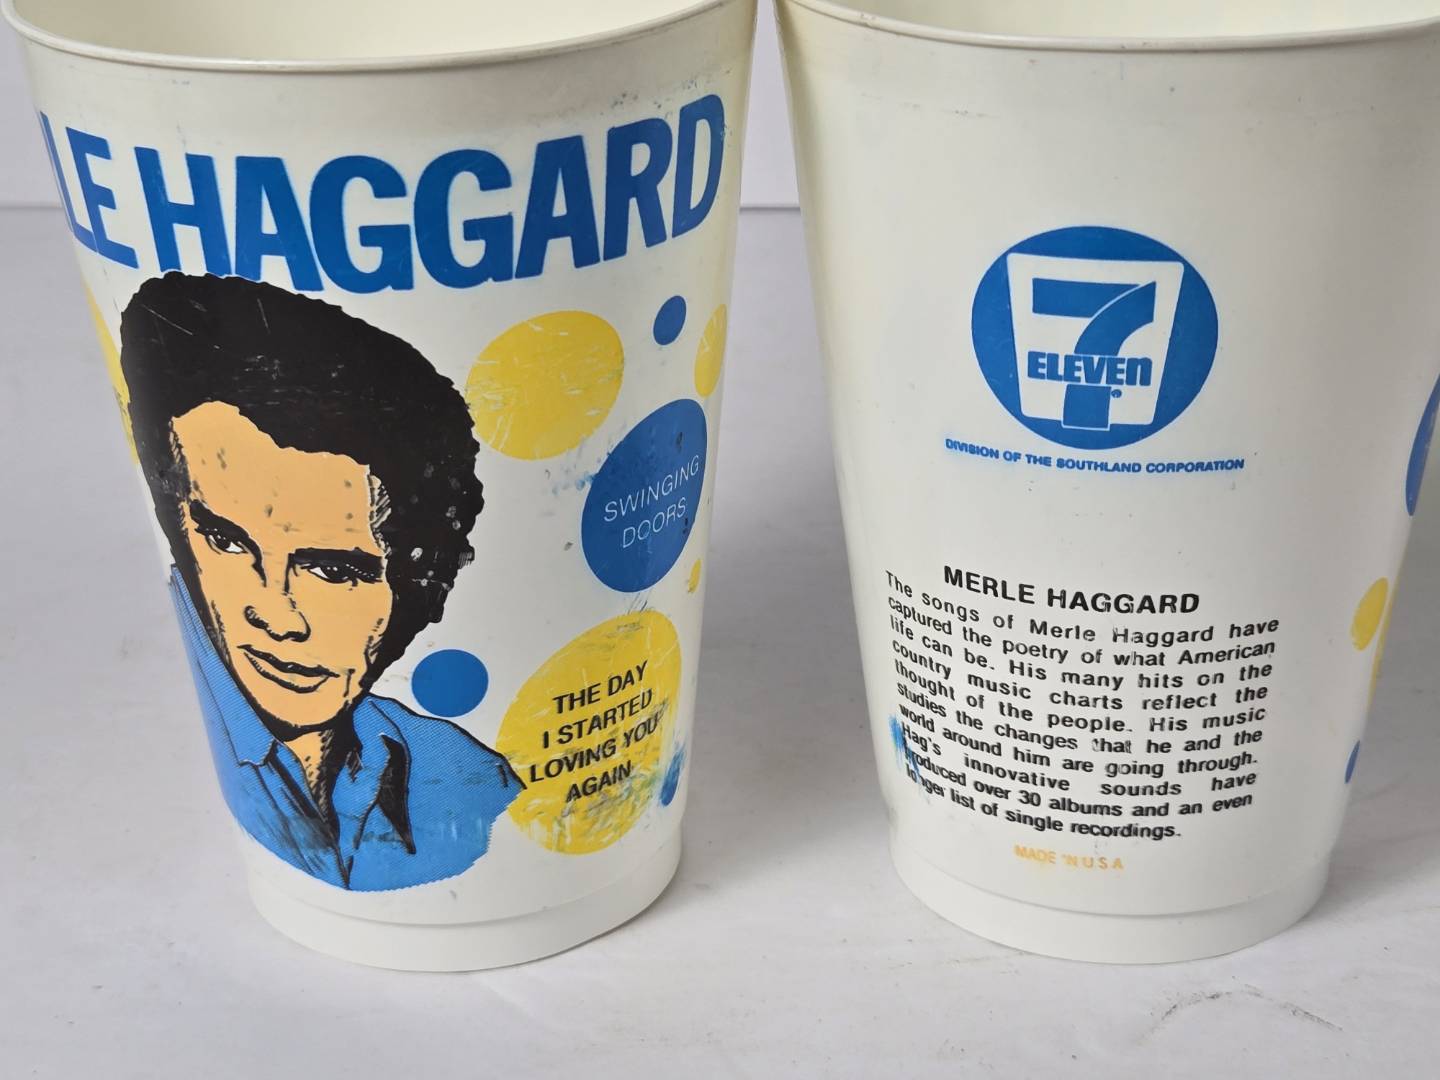 LE HAGGARD
SWINGING
DOORS
THE DAY
I STARTED
LOVING YOU
AGAIN
7
ELEVEn
®
DIVISION OF THE SOUTHLAND CORPORATION
MERLE HAGGARD
The songs of Merle Haggard have
captured the poetry of what American
life can be. His many hits on the
country music charts reflect the
thought of the people. His music
studies the changes that he and the
world around him are going through.
Hag's innovative sounds have
produced over 30 albums and an even
longer list of single recordings.
MADE IN U S A